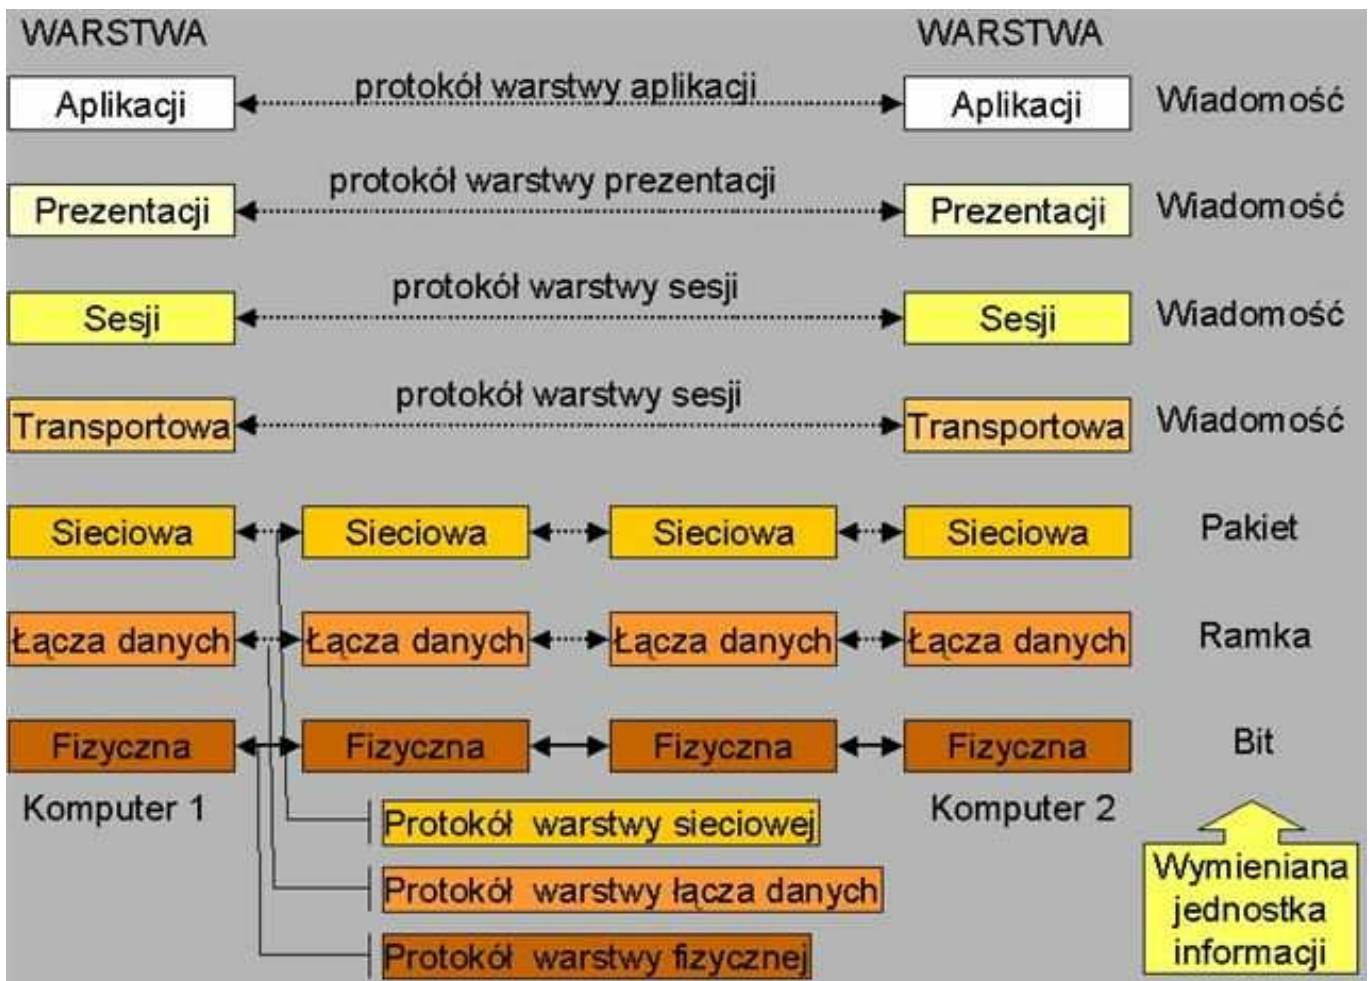 WARSTWA WARSTWA
Aplikacji protokół warstwy aplikacji Aplikacji Wiadomość
Prezentacji protokół warstwy prezentacji Prezentacji Wiadomość
Sesji protokół warstwy sesji Sesji Wiadomość
Transportowa protokół warstwy sesji Transportowa Wiadomość
Sieciowa Sieciowa Sieciowa Sieciowa Pakiet
Łącza danych Łącza danych Łącza danych Łącza danych Ramka
Fizyczna Fizyczna Fizyczna Fizyczna Bit
Komputer 1 Komputer 2
Protokół warstwy sieciowej
Protokół warstwy łącza danych
Protokół warstwy fizycznej
Wymieniana
jednostka
informacji